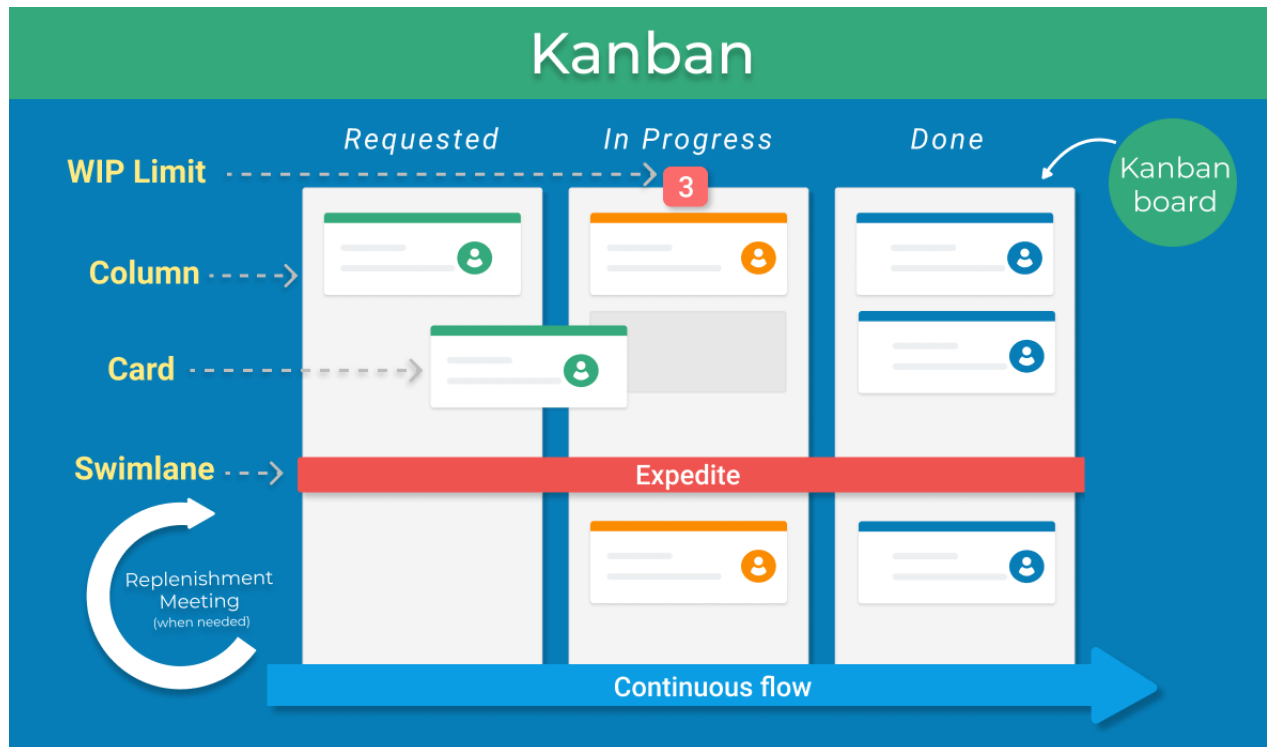 Kanban
Requested
In Progress
Done
WIP Limit
3
Kanban
board
Column
Card
Swimlane
Expedite
Replenishment
Meeting
(when needed)
Continuous flow